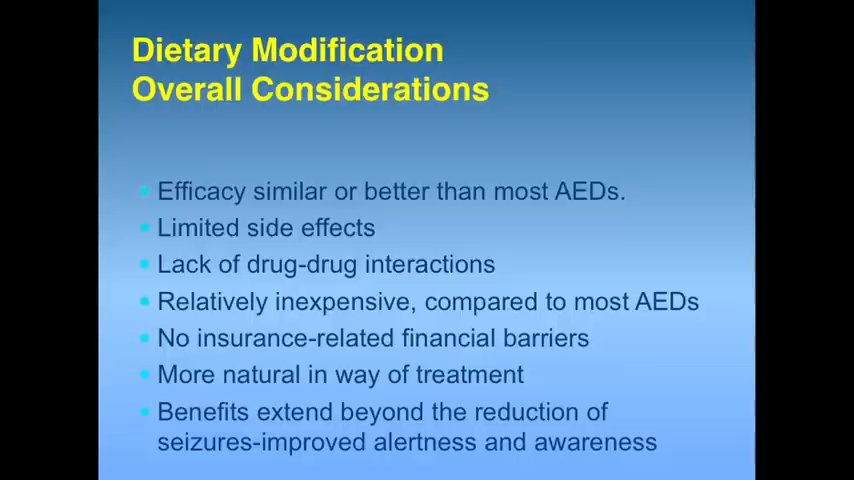 Dietary Modification
Overall Considerations
• Efficacy similar or better than most AEDs.
• Limited side effects
• Lack of drug-drug interactions
• Relatively inexpensive, compared to most AEDs
• No insurance-related financial barriers
• More natural in way of treatment
• Benefits extend beyond the reduction of
seizures-improved alertness and awareness